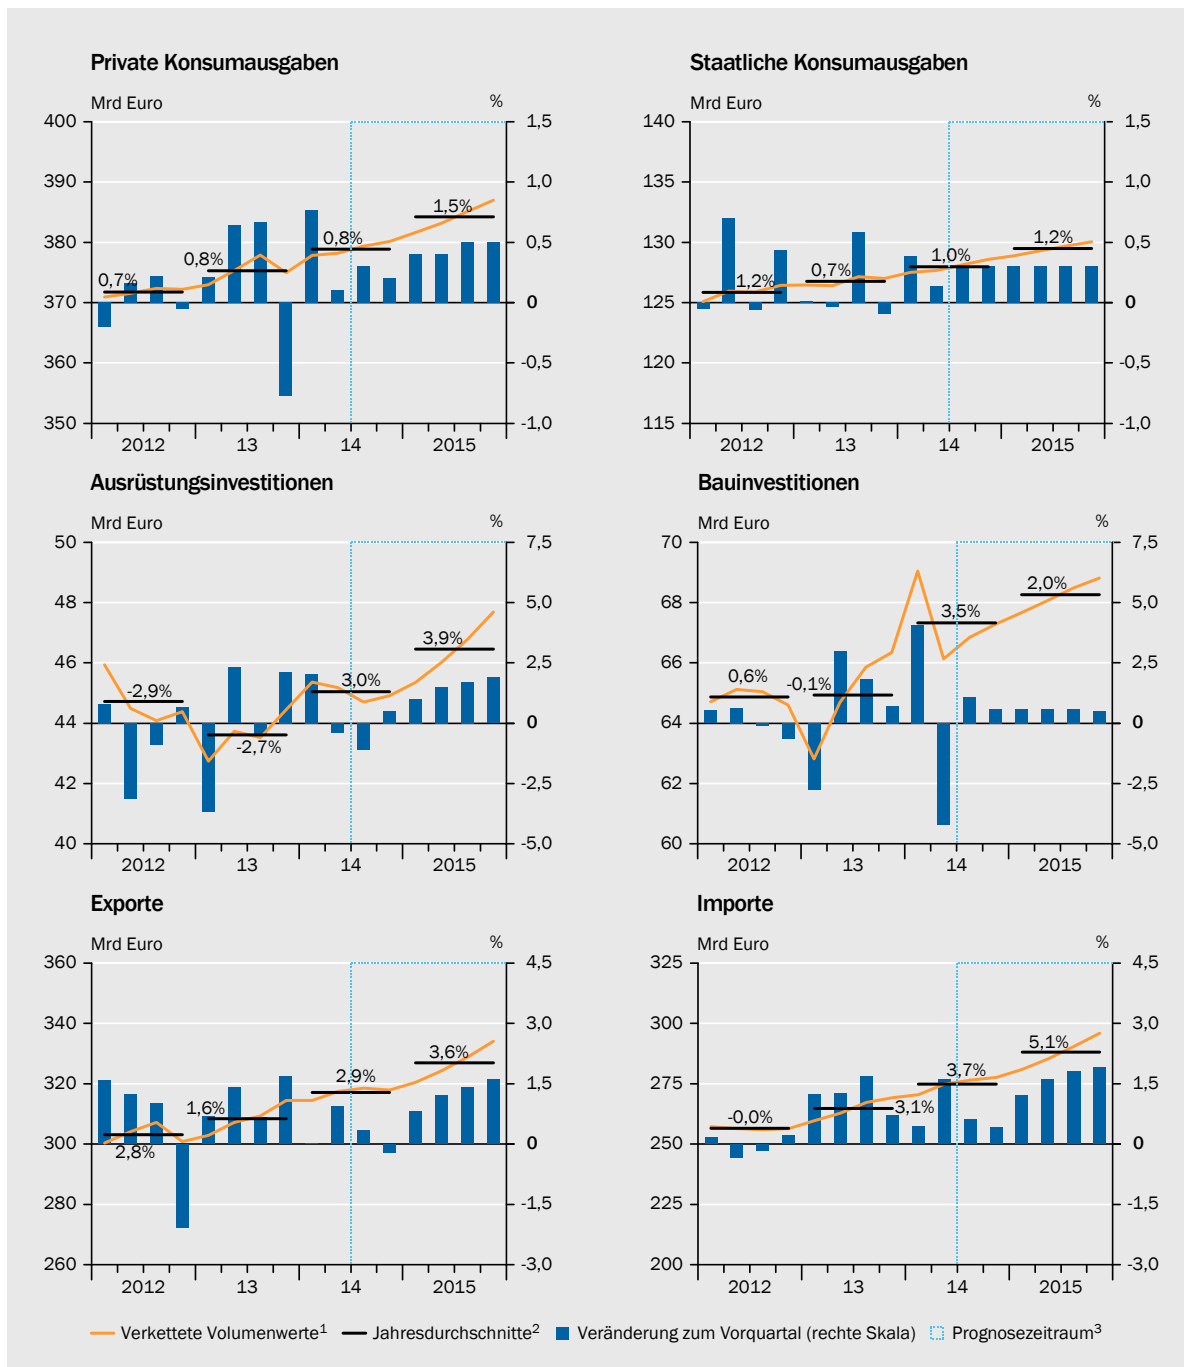 Private Konsumausgaben
Mrd Euro %
400 1,5
390 1,0
380 0,5
370 0
360 -0,5
350 -1,0
0,7% 0,8% 0,8% 1,5%
2012 13 14 2015
Staatliche Konsumausgaben
Mrd Euro %
140 1,5
135 1,0
130 0,5
125 0
120 -0,5
115 -1,0
1,2% 0,7% 1,0% 1,2%
2012 13 14 2015
Ausrüstungsinvestitionen
Mrd Euro %
50 7,5
48 5,0
46 2,5
44 0
42 -2,5
40 -5,0
-2,9% -2,7% 3,0% 3,9%
2012 13 14 2015
Bauinvestitionen
Mrd Euro %
70 7,5
68 5,0
66 2,5
64 0
62 -2,5
60 -5,0
0,6% -0,1% 3,5% 2,0%
2012 13 14 2015
Exporte
Mrd Euro %
360 4,5
340 3,0
320 1,5
300 0
280 -1,5
260 -3,0
2,8% 1,6% 2,9% 3,6%
2012 13 14 2015
Importe
Mrd Euro %
325 4,5
300 3,0
275 1,5
250 0
225 -1,5
200 -3,0
-0,0% 3,1% 3,7% 5,1%
2012 13 14 2015
Verkettete Volumenwerte1 Jahresdurchschnitte2 Veränderung zum Vorquartal (rechte Skala) Prognosezeitraum3